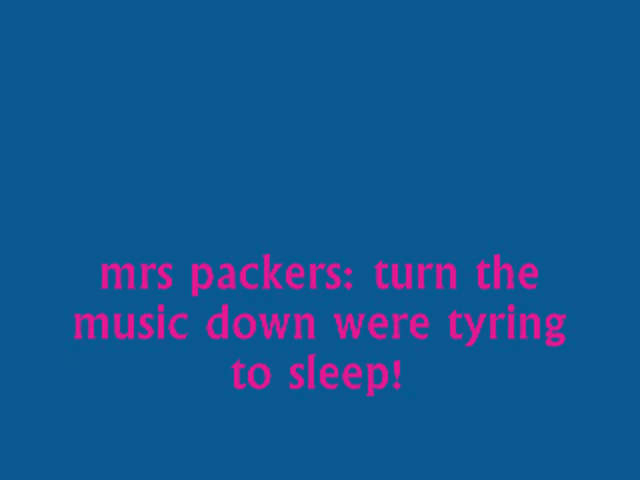 mrs packers: turn the
music down were tyring
to sleep!